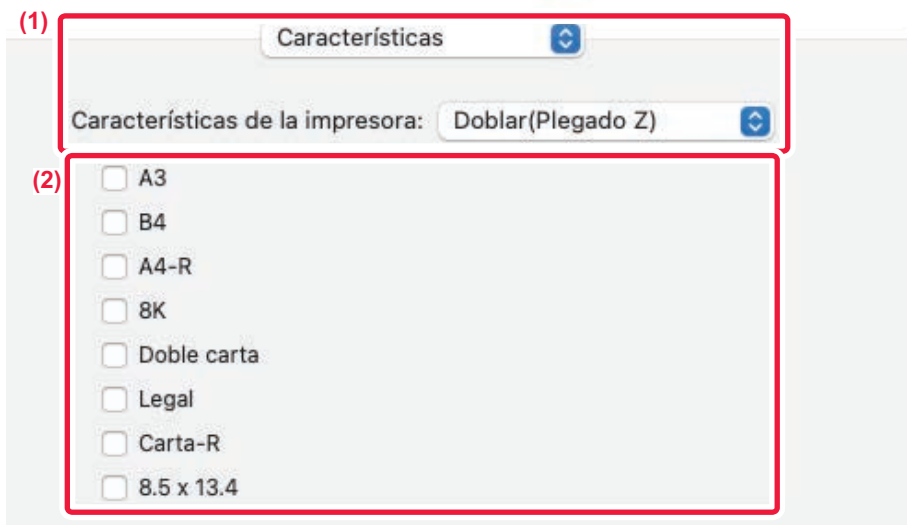 (1)
Características
Características de la impresora: Doblar(Plegado Z)
(2)
A3
B4
A4-R
8K
Doble carta
Legal
Carta-R
8.5 x 13.4